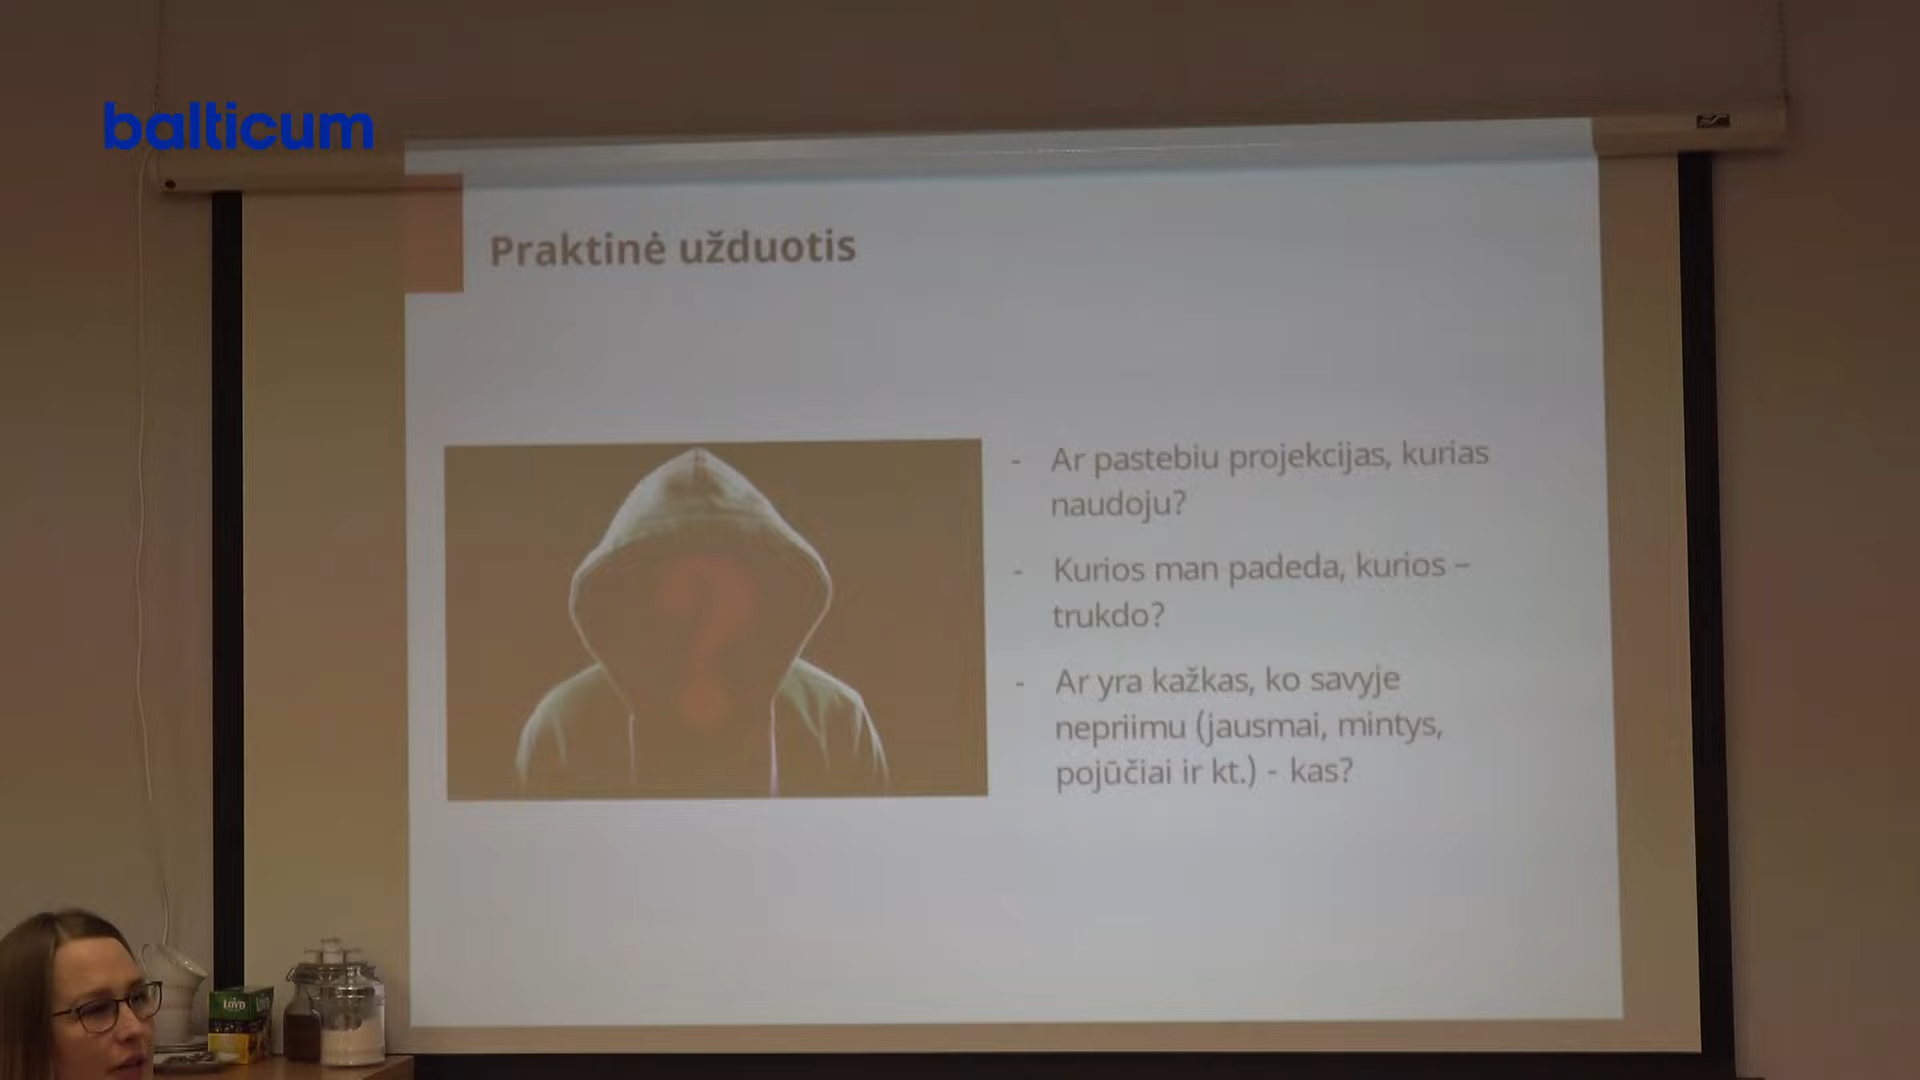 balticum
Praktinė užduotis
- Ar pastebiu projekcijas, kurias
naudoju?
- Kurios man padeda, kurios –
trukdo?
- Ar yra kažkas, ko savyje
nepriimu (jausmai, mintys,
pojūčiai ir kt.) - kas?
?
LOYD